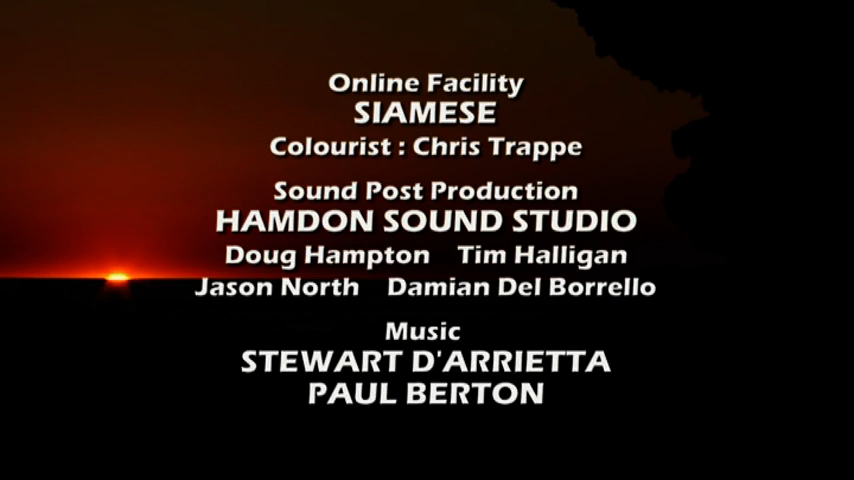 Online Facility
SIAMESE
Colourist : Chris Trappe
Sound Post Production
HAMDON SOUND STUDIO
Doug Hampton Tim Halligan
Jason North Damian Del Borrello
Music
STEWART D'ARRIETTA
PAUL BERTON